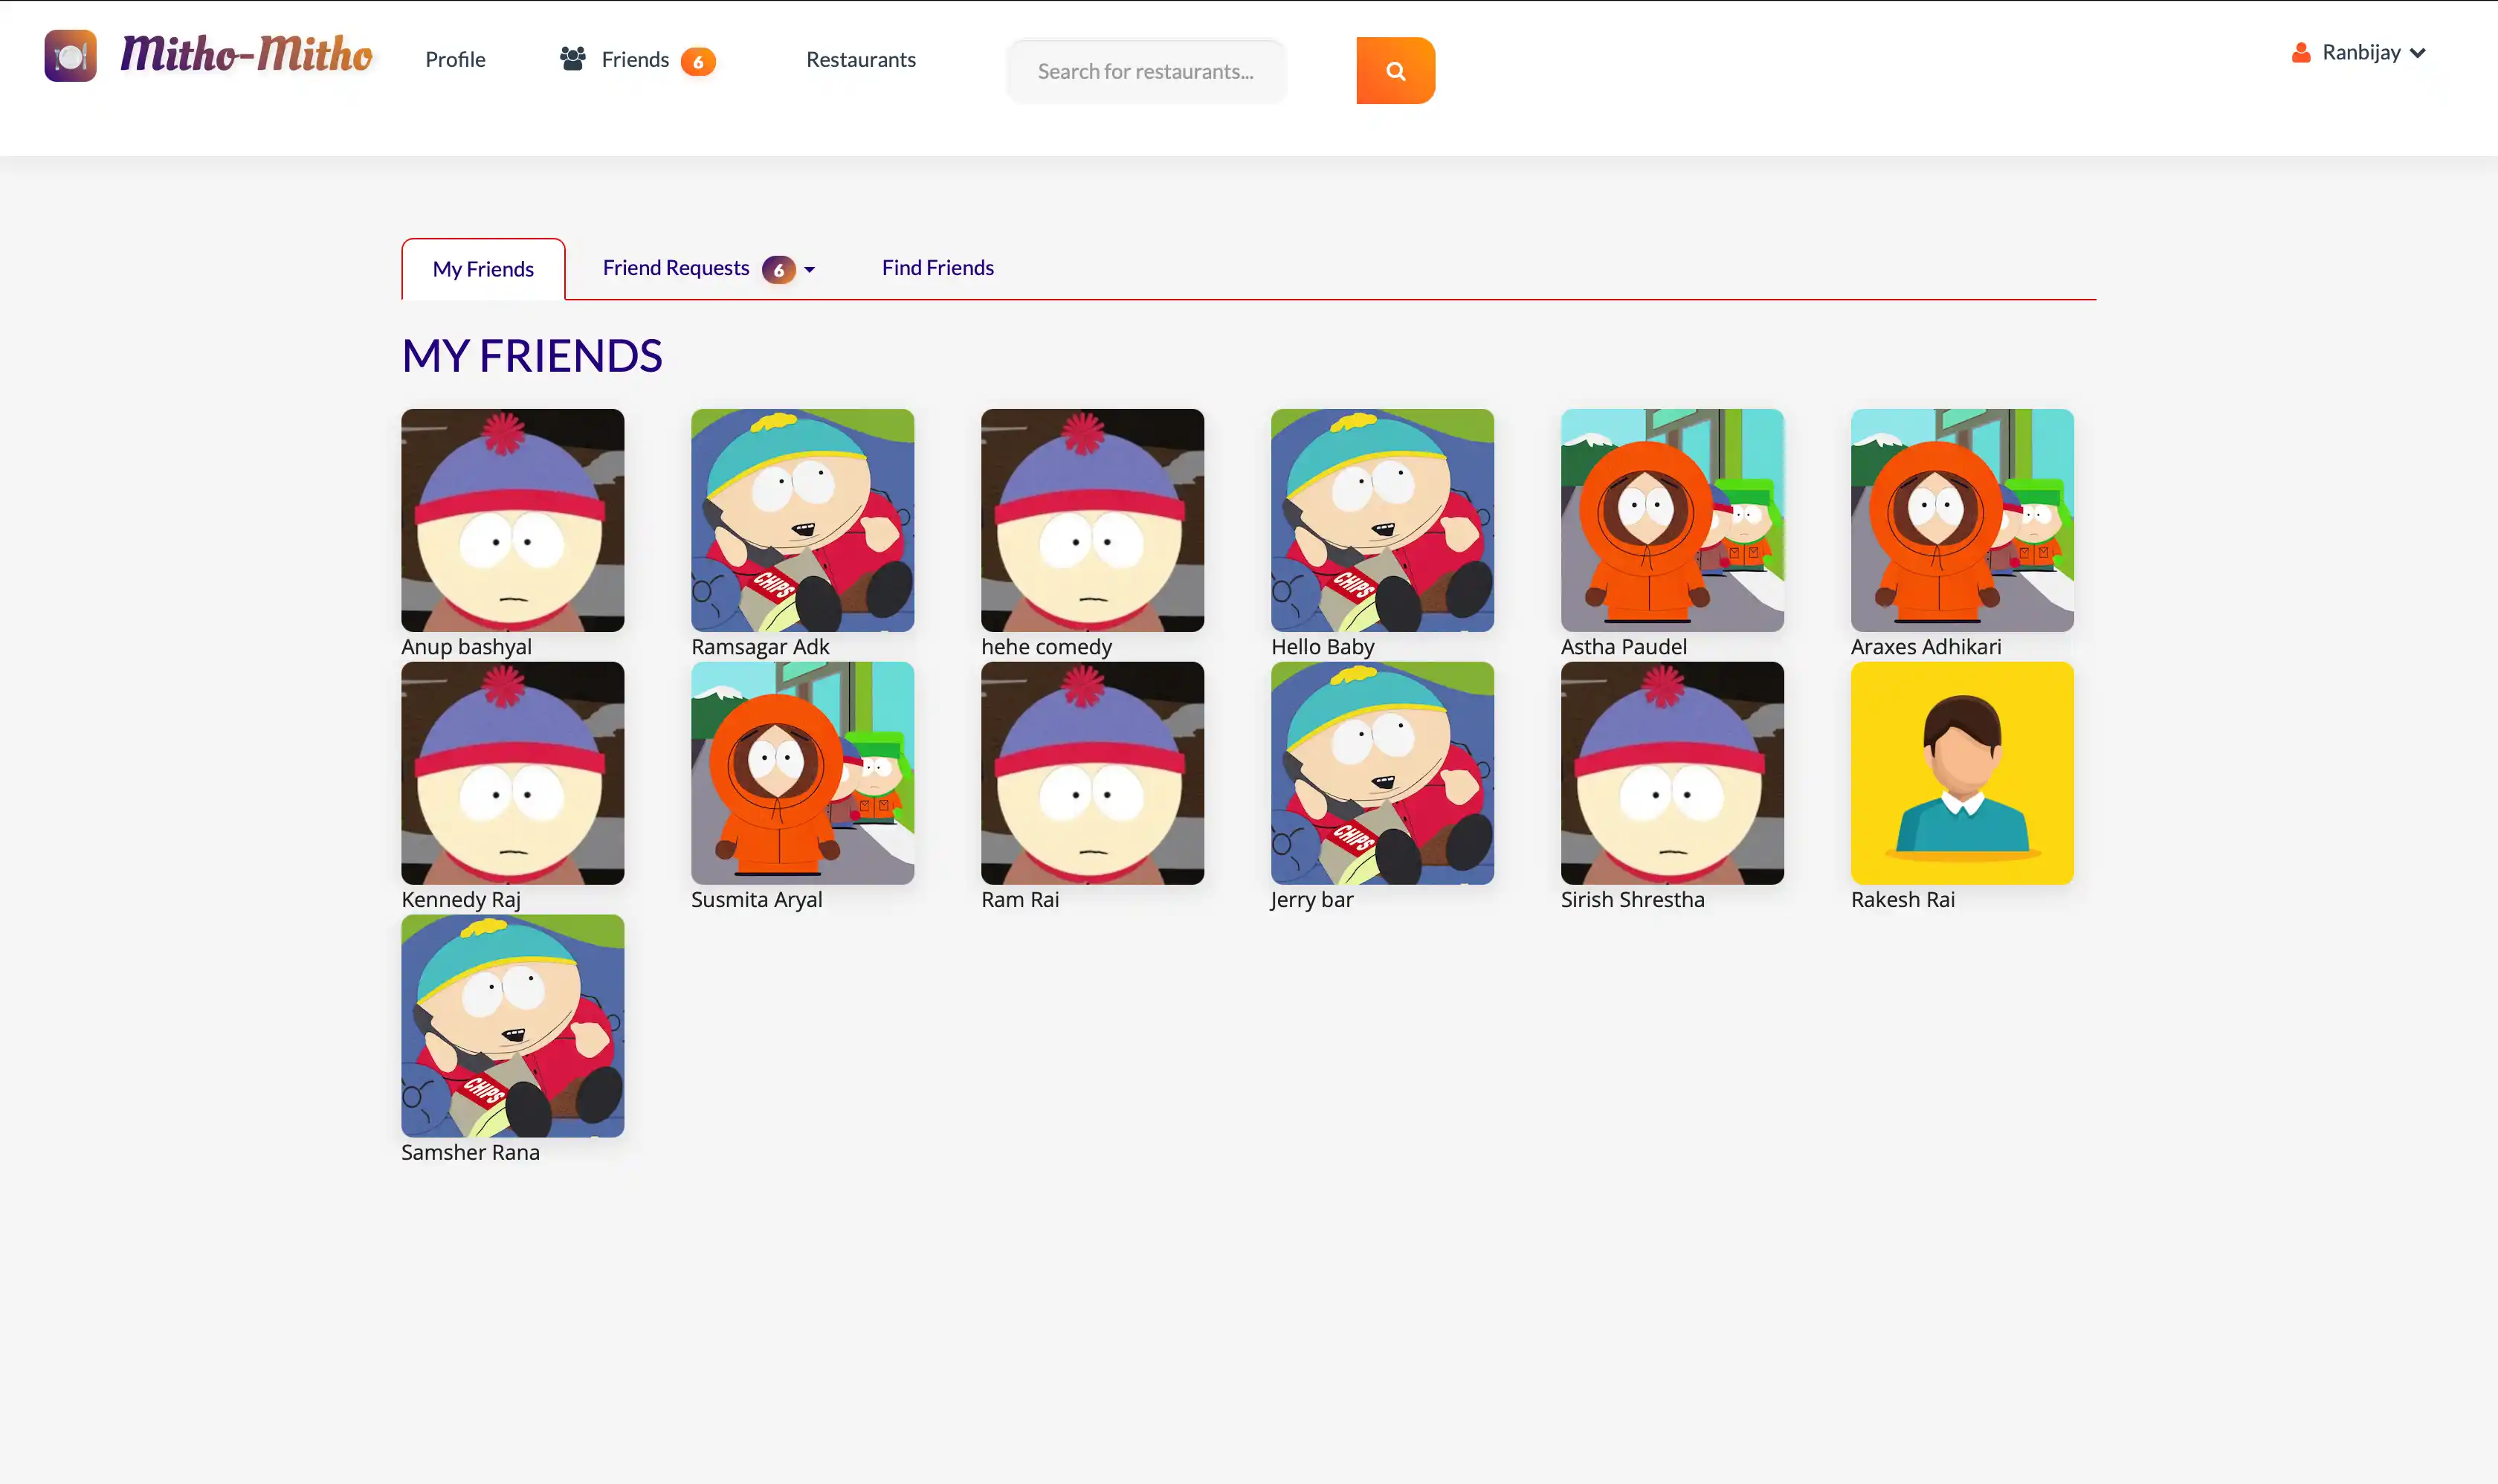 Mitho-Mitho
Profile
Friends 6
Restaurants
Search for restaurants...
Ranbijay
My Friends
Friend Requests 6
Find Friends
MY FRIENDS
CHIPS
CHIPS
Anup bashyal
Ramsagar Adk
hehe comedy
Hello Baby
Astha Paudel
Araxes Adhikari
CHIPS
Kennedy Raj
Susmita Aryal
Ram Rai
Jerry bar
Sirish Shrestha
Rakesh Rai
CHIPS
Samsher Rana